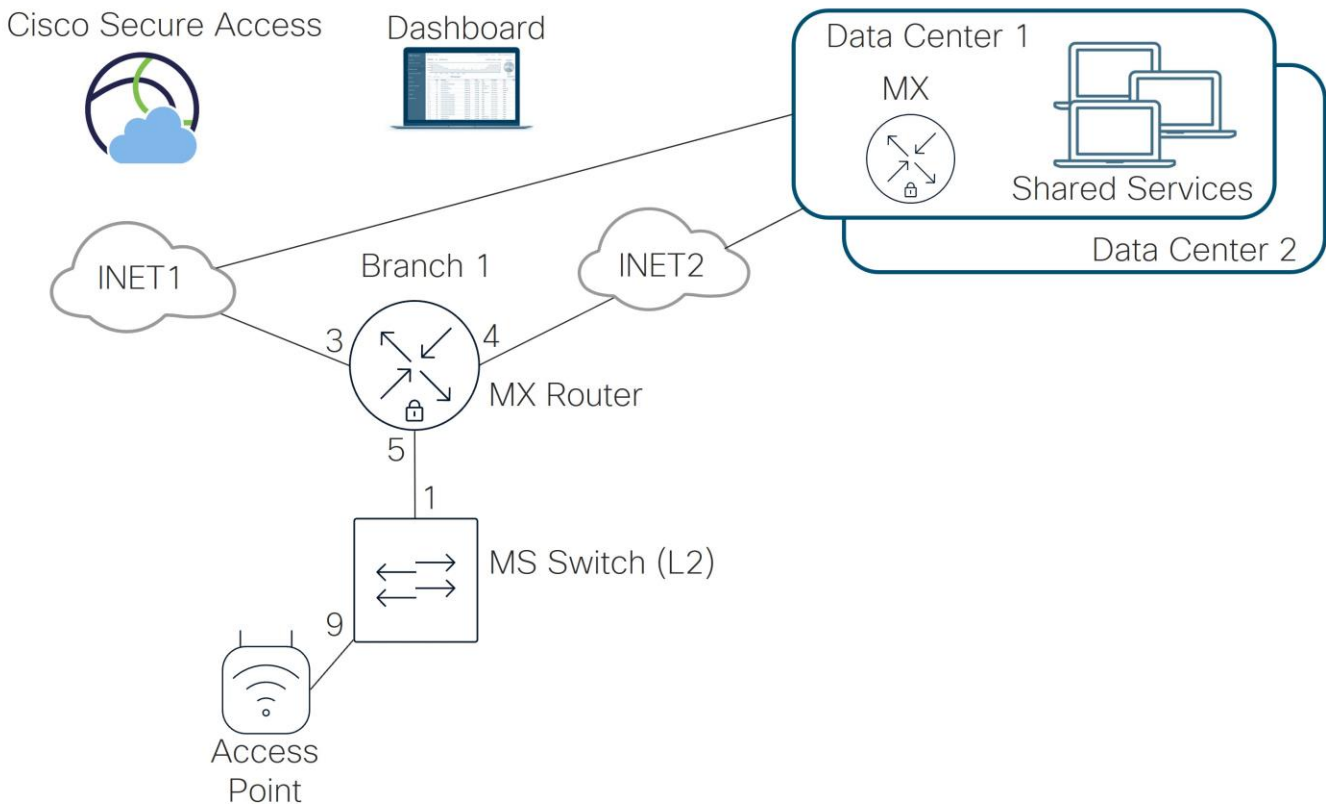 Cisco Secure Access
Dashboard
Data Center 1
MX
Shared Services
Data Center 2
INET1
Branch 1
INET2
3
4
MX Router
5
1
MS Switch (L2)
9
Access
Point